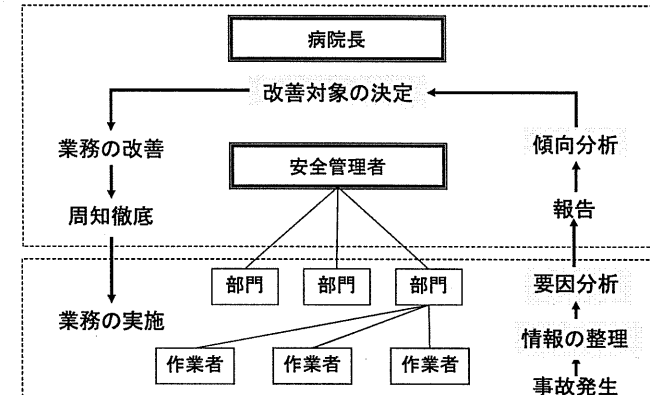 病院長
改善対象の決定
業務の改善
安全管理者
傾向分析
周知徹底
報告
部門
部門
部門
要因分析
業務の実施
情報の整理
作業者
作業者
作業者
事故発生